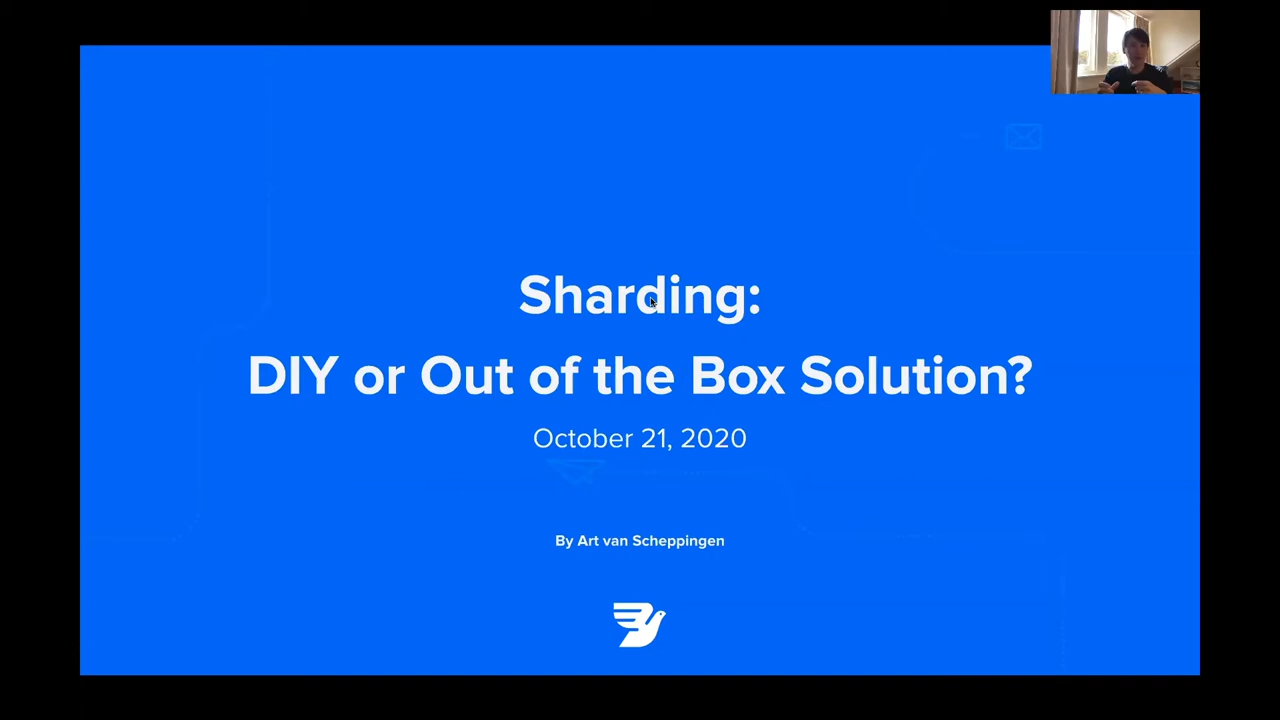 Sharding:
DIY or Out of the Box Solution?
October 21, 2020
By Art van Scheppingen